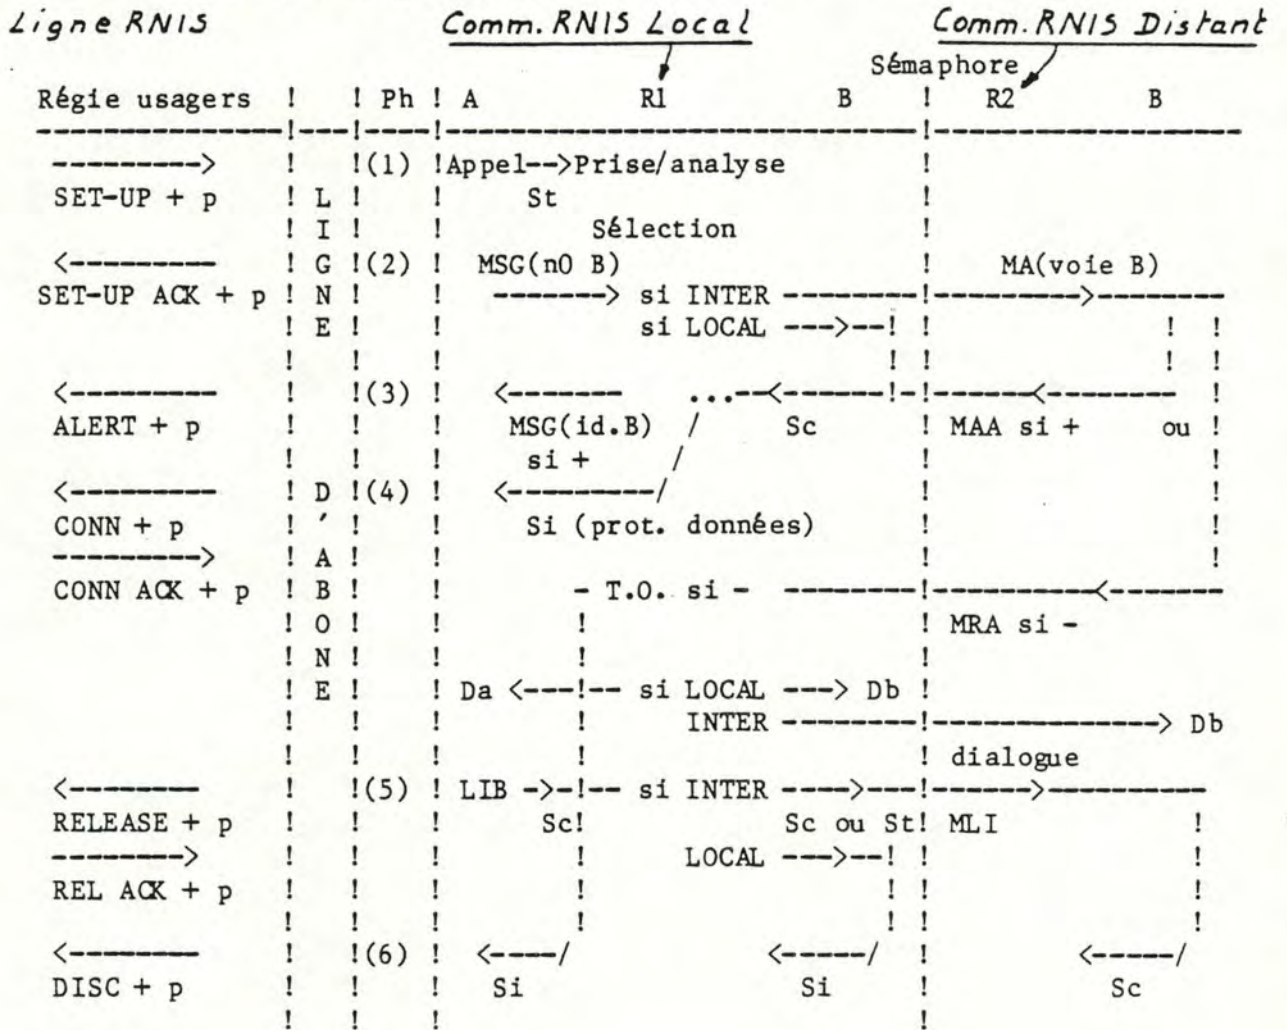 Ligne RNIS Comm. RNIS Local Comm. RNIS Distant
Sémaphore
Régie usagers ! ! Ph ! A R1 B ! R2 B
----------------!---!----!-------------------------------!--------------------
---------> ! !(1) !Appel-->Prise/analyse !
SET-UP + p ! L ! ! St !
! I ! ! Sélection !
<--------- ! G !(2) ! MSG(nO B) ! MA(voie B)
SET-UP ACK + p ! N ! ! -------> si INTER ---------!---------->--------
! E ! ! si LOCAL --->--! ! ! !
! ! ! ! ! ! !
<--------- ! !(3) ! <------- ...--<-------!-!------<--------- !
ALERT + p ! ! ! MSG(id.B) / Sc ! MAA si + ou !
! ! ! si + / ! !
<--------- ! D !(4) ! <---------/ ! !
CONN + p ! ' ! ! Si (prot. données) ! !
---------> ! A ! ! ! !
CONN ACK + p ! B ! ! - T.O. si - ---------!-----------<-------
! O ! ! ! ! MRA si -
! N ! ! ! !
! E ! ! Da <---!-- si LOCAL ---> Db !
! ! ! ! INTER ---------!--------------> Db
! ! ! ! ! dialogue
<--------- ! !(5) ! LIB ->-!-- si INTER ---->---!------>----------
RELEASE + p ! ! ! Sc! Sc ou St! MLI !
---------> ! ! ! ! LOCAL --->--! ! !
REL ACK + p ! ! ! ! ! ! !
! ! ! ! ! ! !
<--------- ! !(6) ! <----/ <-----/ ! <-----/
DISC + p ! ! ! Si Si ! Sc
! ! ! !